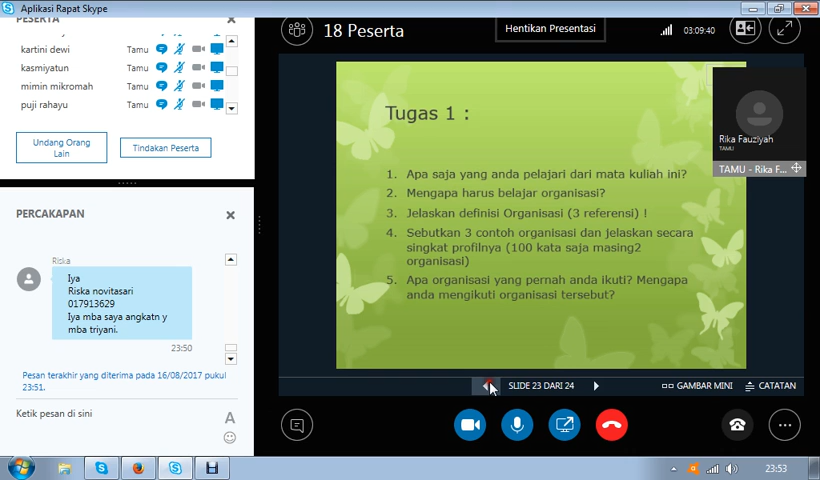 Aplikasi Rapat Skype
PESERTA
kartini dewi Tamu
kasmiyatun Tamu
mimin mikromah Tamu
puji rahayu Tamu
Undang Orang
Lain
Tindakan Peserta
PERCAKAPAN
Riska
Iya
Riska novitasari
017913629
Iya mba saya angkatn y
mba triyani.
23:50
Pesan terakhir yang diterima pada 16/08/2017 pukul
23:51.
Ketik pesan di sini
A
18 Peserta
Hentikan Presentasi
03:09:40
Tugas 1 :
1. Apa saja yang anda pelajari dari mata kuliah ini?
2. Mengapa harus belajar organisasi?
3. Jelaskan definisi Organisasi (3 referensi) !
4. Sebutkan 3 contoh organisasi dan jelaskan secara
singkat profilnya (100 kata saja masing2
organisasi)
5. Apa organisasi yang pernah anda ikuti? Mengapa
anda mengikuti organisasi tersebut?
Rika Fauziyah
TAMU
TAMU - Rika F...
SLIDE 23 DARI 24
GAMBAR MINI
CATATAN
23:53